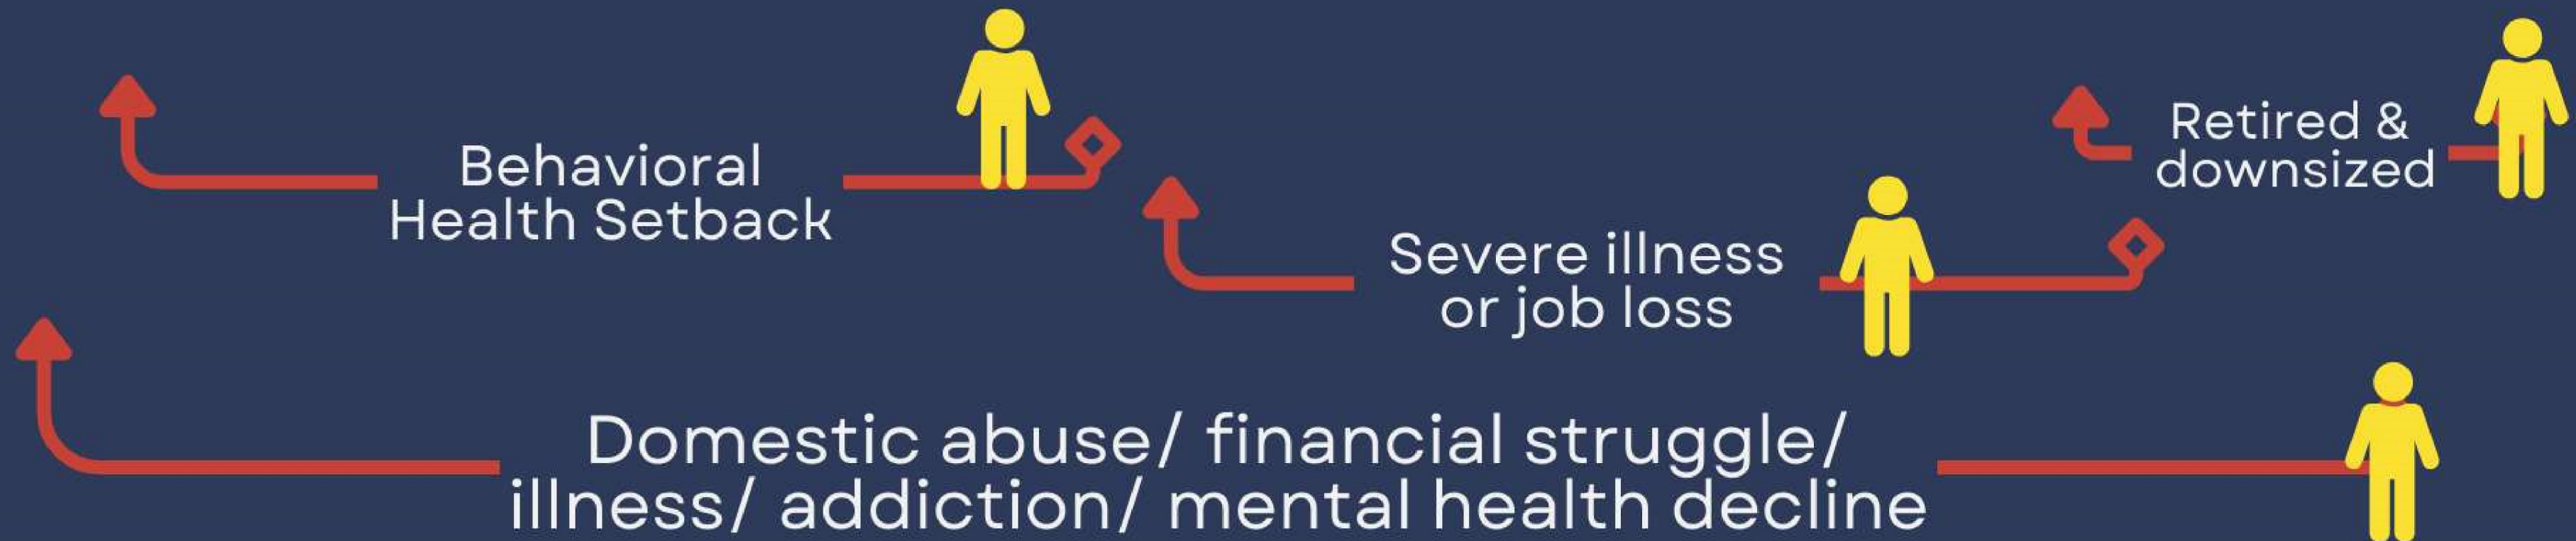 Behavioral
Health Setback
Severe illness
or job loss
Retired &
downsized
Domestic abuse/ financial struggle/
illness/ addiction/ mental health decline